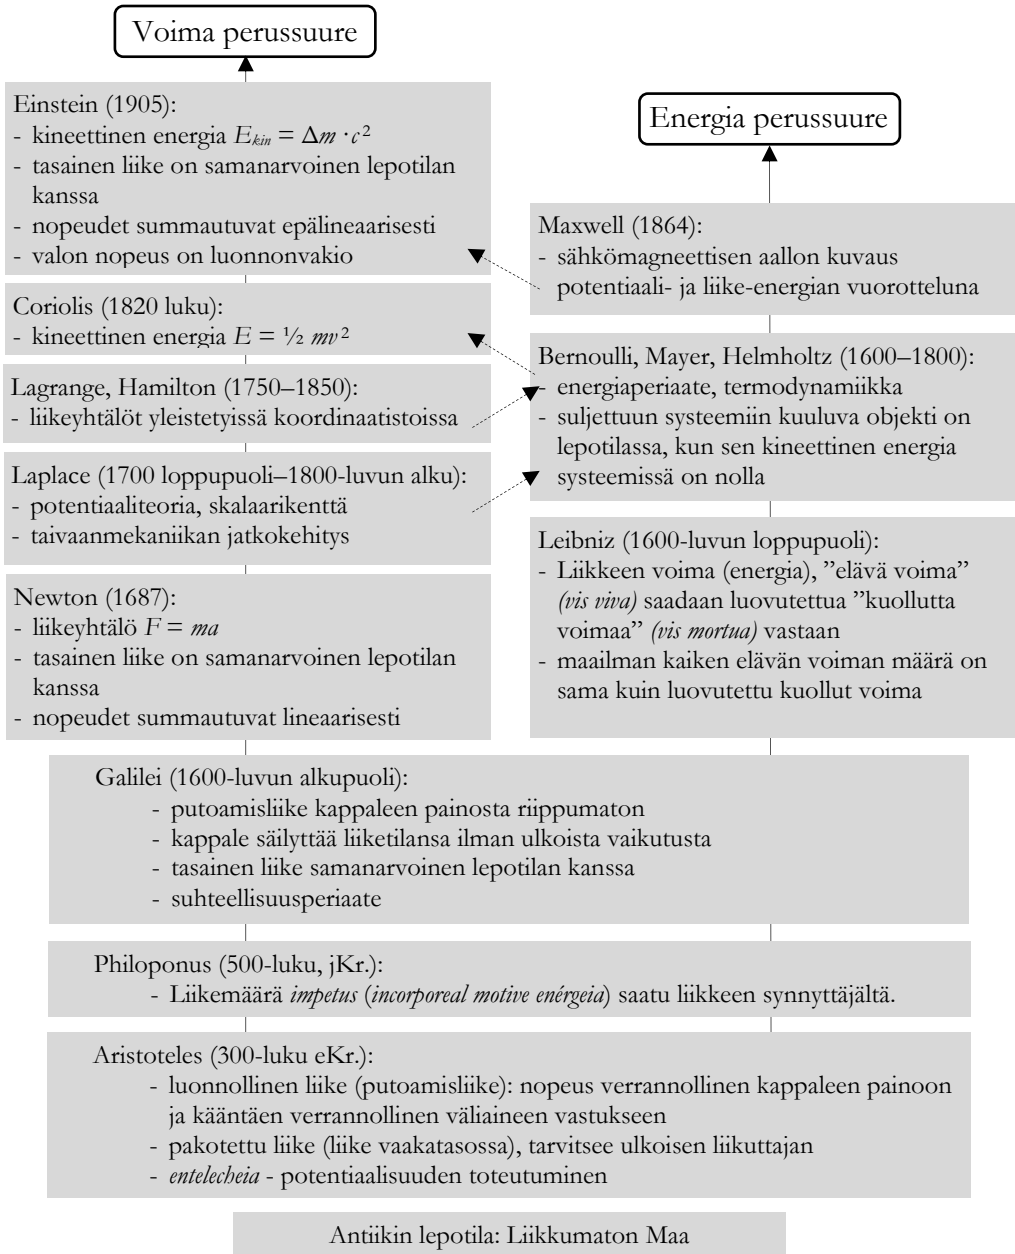 Voima perussuure
Einstein (1905):
- kineettinen energia E_kin = Δm · c²
- tasainen liike on samanarvoinen lepotilan
kanssa
- nopeudet summautuvat epälineaarisesti
- valon nopeus on luonnonvakio
Coriolis (1820 luku):
- kineettinen energia E = ½ mv²
Lagrange, Hamilton (1750–1850):
- liikeyhtälöt yleistetyissä koordinaatistoissa
Laplace (1700 loppupuoli–1800-luvun alku):
- potentiaaliteoria, skalaarikenttä
- taivaanmekaniikan jatkokehitys
Newton (1687):
- liikeyhtälö F = ma
- tasainen liike on samanarvoinen lepotilan
kanssa
- nopeudet summautuvat lineaarisesti
Energia perussuure
Maxwell (1864):
- sähkömagneettisen aallon kuvaus
potentiaali- ja liike-energian vuorotteluna
Bernoulli, Mayer, Helmholtz (1600–1800):
- energiaperiaate, termodynamiikka
- suljettuun systeemiin kuuluva objekti on
lepotilassa, kun sen kineettinen energia
systeemissä on nolla
Leibniz (1600-luvun loppupuoli):
- Liikkeen voima (energia), ”elävä voima”
(vis viva) saadaan luovutettua ”kuollutta
voimaa” (vis mortua) vastaan
- maailman kaiken elävän voiman määrä on
sama kuin luovutettu kuollut voima
Galilei (1600-luvun alkupuoli):
- putoamisliike kappaleen painosta riippumaton
- kappale säilyttää liiketilansa ilman ulkoista vaikutusta
- tasainen liike samanarvoinen lepotilan kanssa
- suhteellisuusperiaate
Philoponus (500-luku, jKr.):
- Liikemäärä impetus (incorporeal motive enérgeia) saatu liikkeen synnyttäjältä.
Aristoteles (300-luku eKr.):
- luonnollinen liike (putoamisliike): nopeus verrannollinen kappaleen painoon
ja kääntäen verrannollinen väliaineen vastukseen
- pakotettu liike (liike vaakatasossa), tarvitsee ulkoisen liikuttajan
- entelecheia - potentiaalisuuden toteutuminen
Antiikin lepotila: Liikkumaton Maa